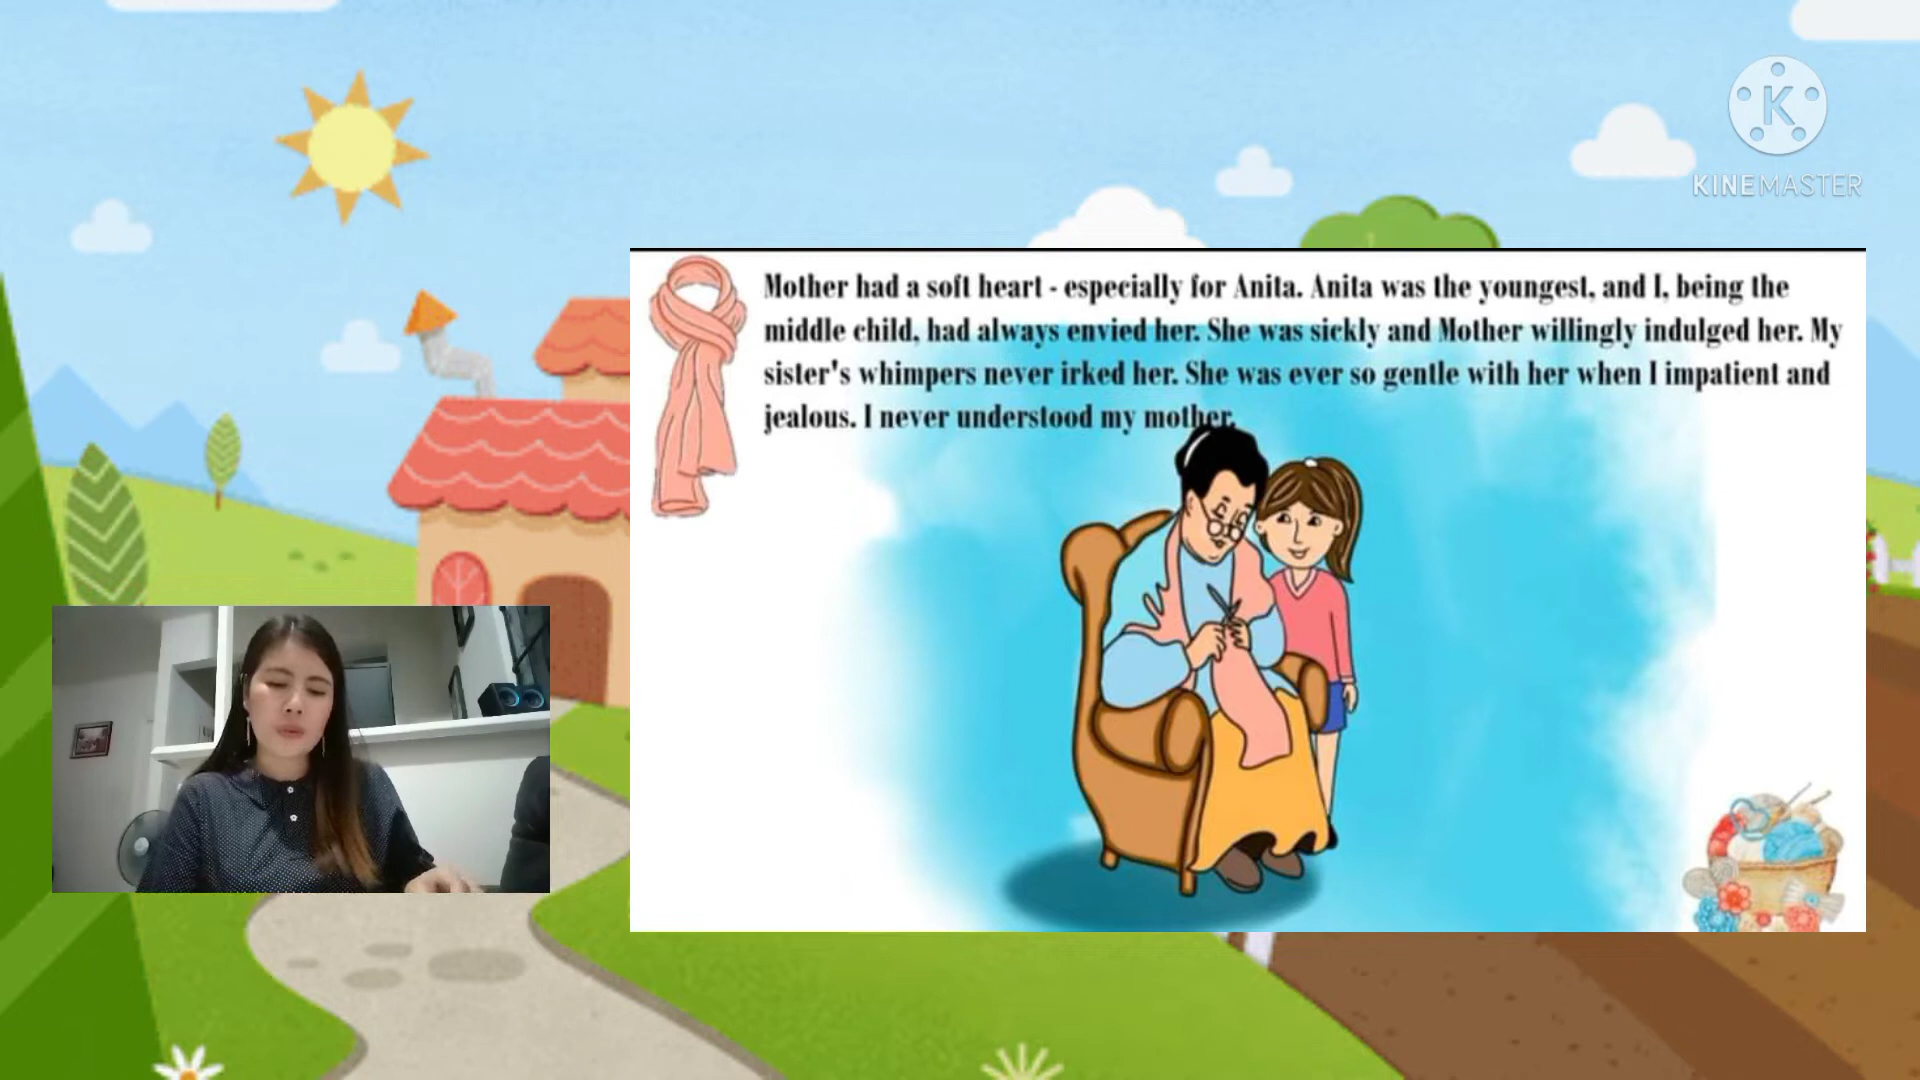 K
KINEMASTER
Mother had a soft heart - especially for Anita. Anita was the youngest, and I, being the
middle child, had always envied her. She was sickly and Mother willingly indulged her. My
sister's whimpers never irked her. She was ever so gentle with her when I impatient and
jealous. I never understood my mother.